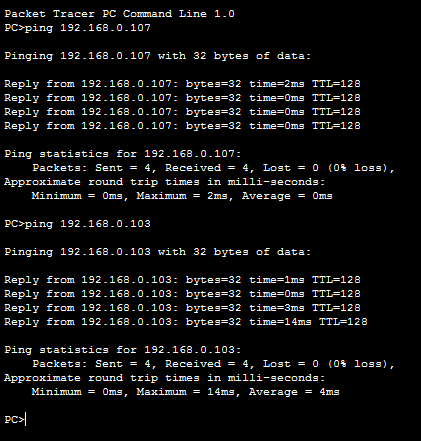 Packet Tracer PC Command Line 1.0
PC>ping 192.168.0.107
Pinging 192.168.0.107 with 32 bytes of data:
Reply from 192.168.0.107: bytes=32 time=2ms TTL=128
Reply from 192.168.0.107: bytes=32 time=0ms TTL=128
Reply from 192.168.0.107: bytes=32 time=0ms TTL=128
Reply from 192.168.0.107: bytes=32 time=0ms TTL=128
Ping statistics for 192.168.0.107:
    Packets: Sent = 4, Received = 4, Lost = 0 (0% loss),
Approximate round trip times in milli-seconds:
    Minimum = 0ms, Maximum = 2ms, Average = 0ms
PC>ping 192.168.0.103
Pinging 192.168.0.103 with 32 bytes of data:
Reply from 192.168.0.103: bytes=32 time=1ms TTL=128
Reply from 192.168.0.103: bytes=32 time=0ms TTL=128
Reply from 192.168.0.103: bytes=32 time=3ms TTL=128
Reply from 192.168.0.103: bytes=32 time=14ms TTL=128
Ping statistics for 192.168.0.103:
    Packets: Sent = 4, Received = 4, Lost = 0 (0% loss),
Approximate round trip times in milli-seconds:
    Minimum = 0ms, Maximum = 14ms, Average = 4ms
PC>